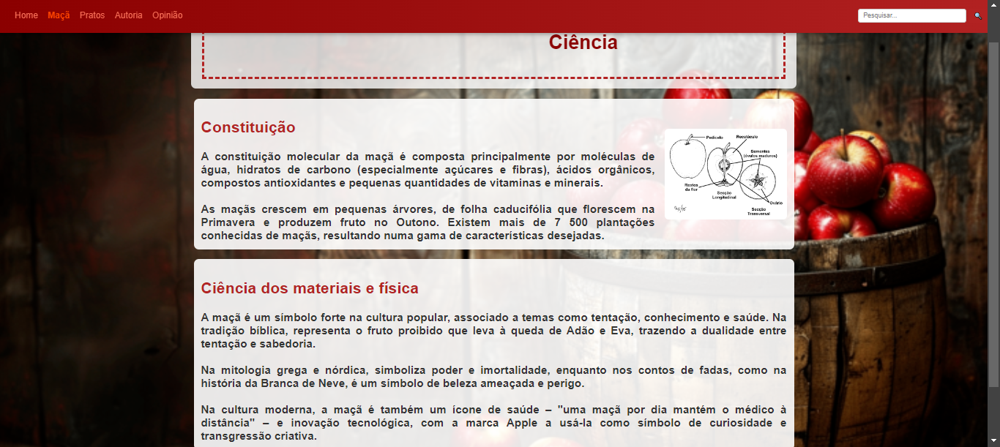 Home Maçã Pratos Autoria Opinião
Pesquisar...
Ciência
Constituição
A constituição molecular da maçã é composta principalmente por moléculas de
água, hidratos de carbono (especialmente açúcares e fibras), ácidos orgânicos,
compostos antioxidantes e pequenas quantidades de vitaminas e minerais.
As maçãs crescem em pequenas árvores, de folha caducifólia que florescem na
Primavera e produzem fruto no Outono. Existem mais de 7 500 plantações
conhecidas de maçãs, resultando numa gama de características desejadas.
Pedicelo
Recetáculo
Sementes
(óvulos maduros)
Restos
da flor
Secção
Longitudinal
Ovário
Secção
Transversal
Ciência dos materiais e física
A maçã é um símbolo forte na cultura popular, associado a temas como tentação, conhecimento e saúde. Na
tradição bíblica, representa o fruto proibido que leva à queda de Adão e Eva, trazendo a dualidade entre
tentação e sabedoria.
Na mitologia grega e nórdica, simboliza poder e imortalidade, enquanto nos contos de fadas, como na
história da Branca de Neve, é um símbolo de beleza ameaçada e perigo.
Na cultura moderna, a maçã é também um ícone de saúde – "uma maçã por dia mantém o médico à
distância" – e inovação tecnológica, com a marca Apple a usá-la como símbolo de curiosidade e
transgressão criativa.